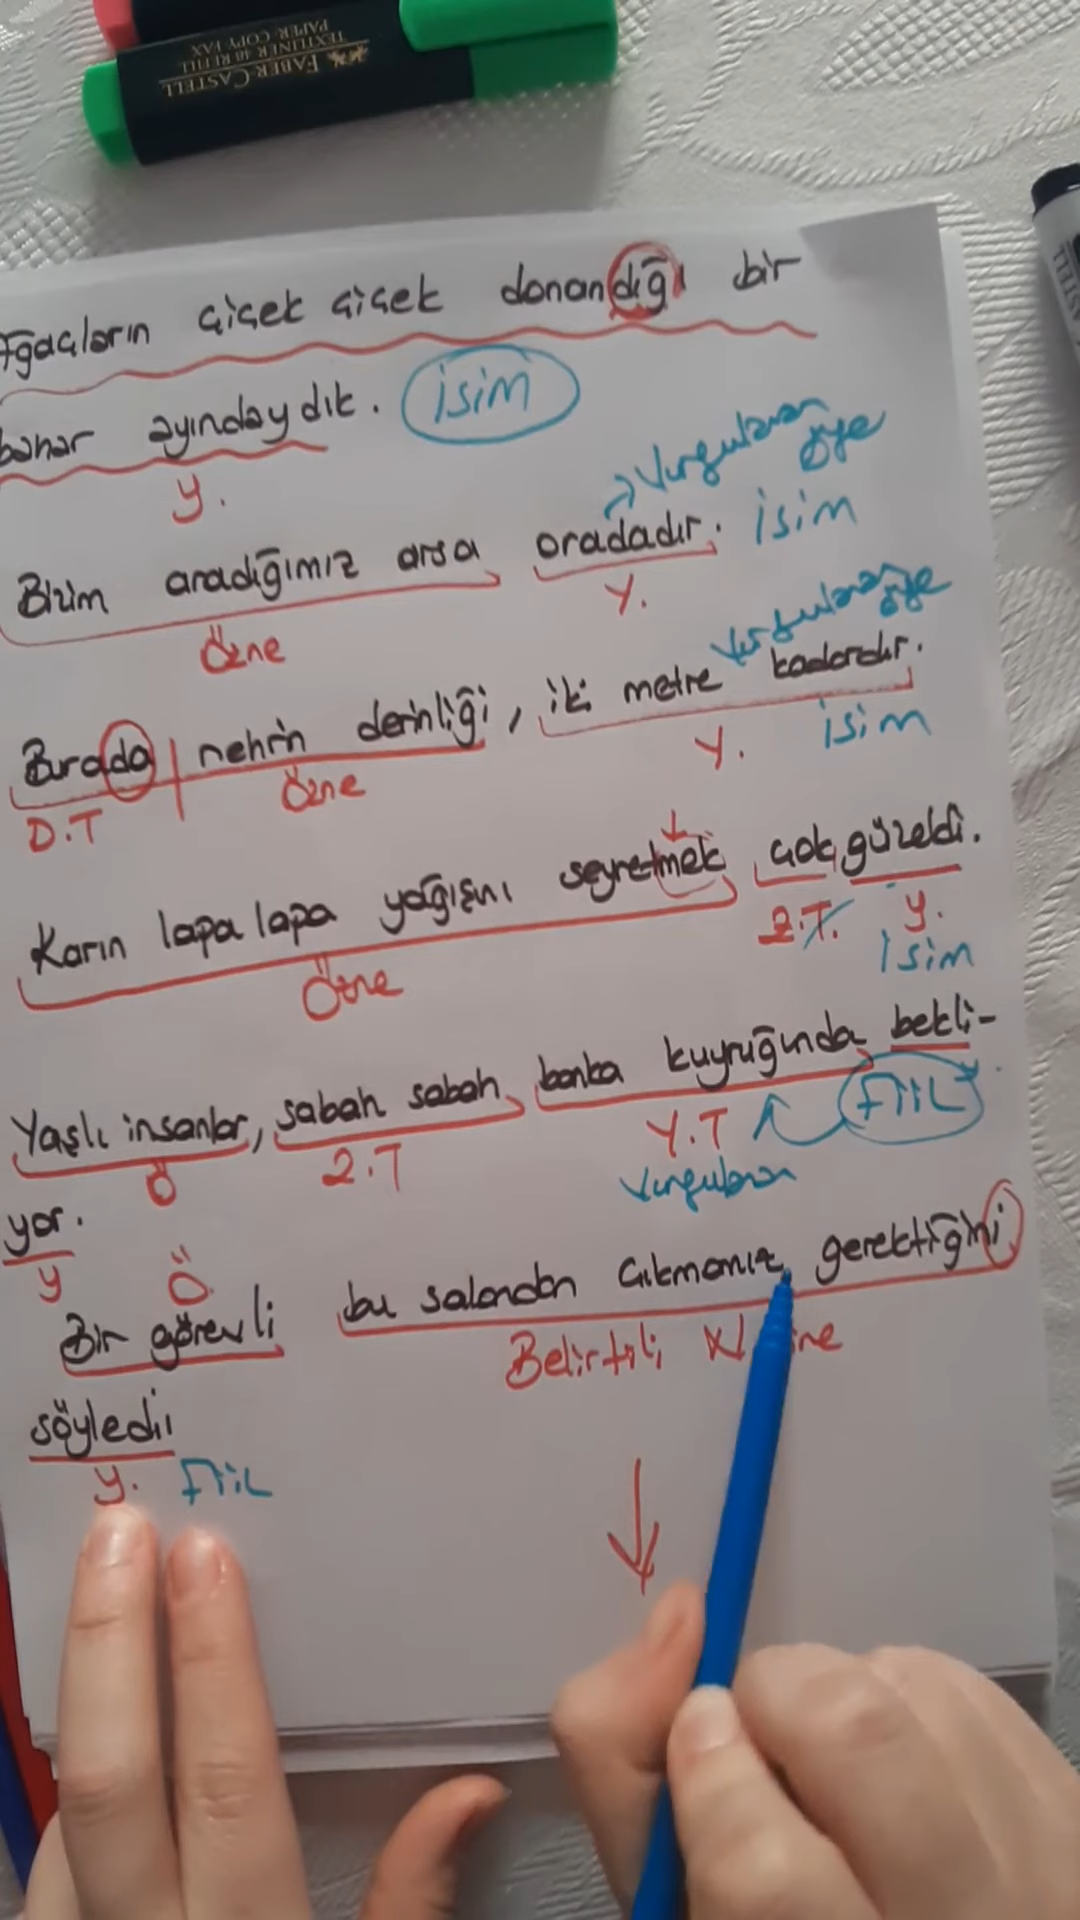 FABER CASTELL
TEXTLINER 48 REFILL
PAPER COPY FAX
ğaçların çiçek çiçek donandığı bir
bahar ayındaydık. isim
y.
Vurgulanan öğe
Bizim aradığımız arsa oradadır. isim
Özne y.
Vurgulanan öğe
Burada | nehrin derinliği, iki metre kadardır.
D.T Özne y. isim
Karın lapa lapa yağışını seyretmek çok güzeldi.
Özne Z.T. y.
isim
Yaşlı insanlar, sabah sabah banka kuyruğunda bekli-
Ö Z.T Y.T FİİL
Vurgulanan
yor.
y Ö
Bir görevli bu salondan çıkmamız gerektiğini
Belirtili
söyledi
y. FİİL